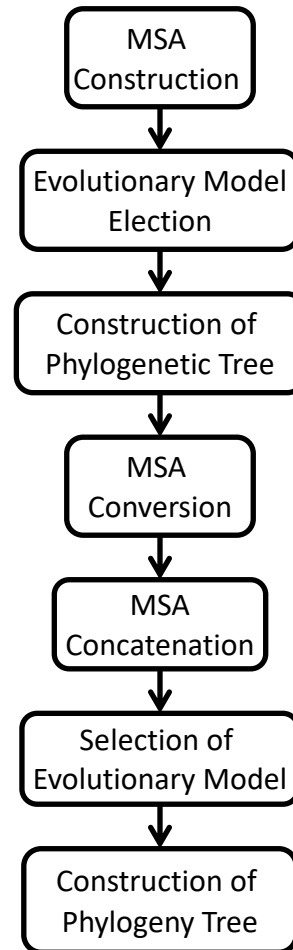 MSA
Construction
Evolutionary Model
Election
Construction of
Phylogenetic Tree
MSA
Conversion
MSA
Concatenation
Selection of
Evolutionary Model
Construction of
Phylogeny Tree